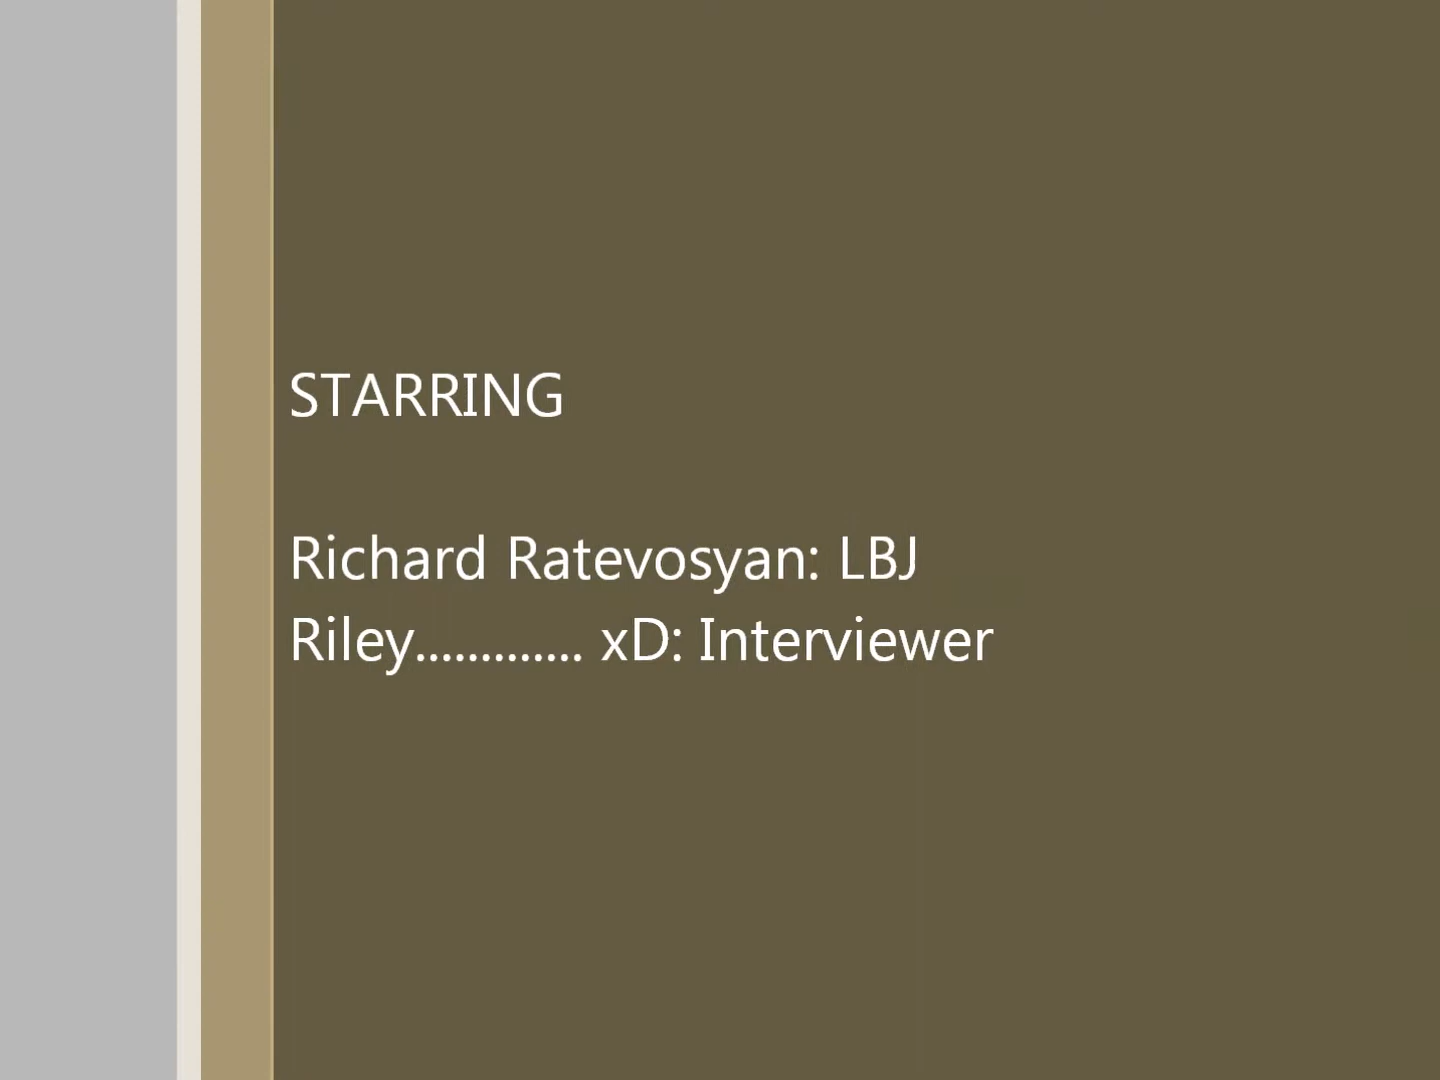 STARRING
Richard Ratevosyan: LBJ
Riley............. xD: Interviewer